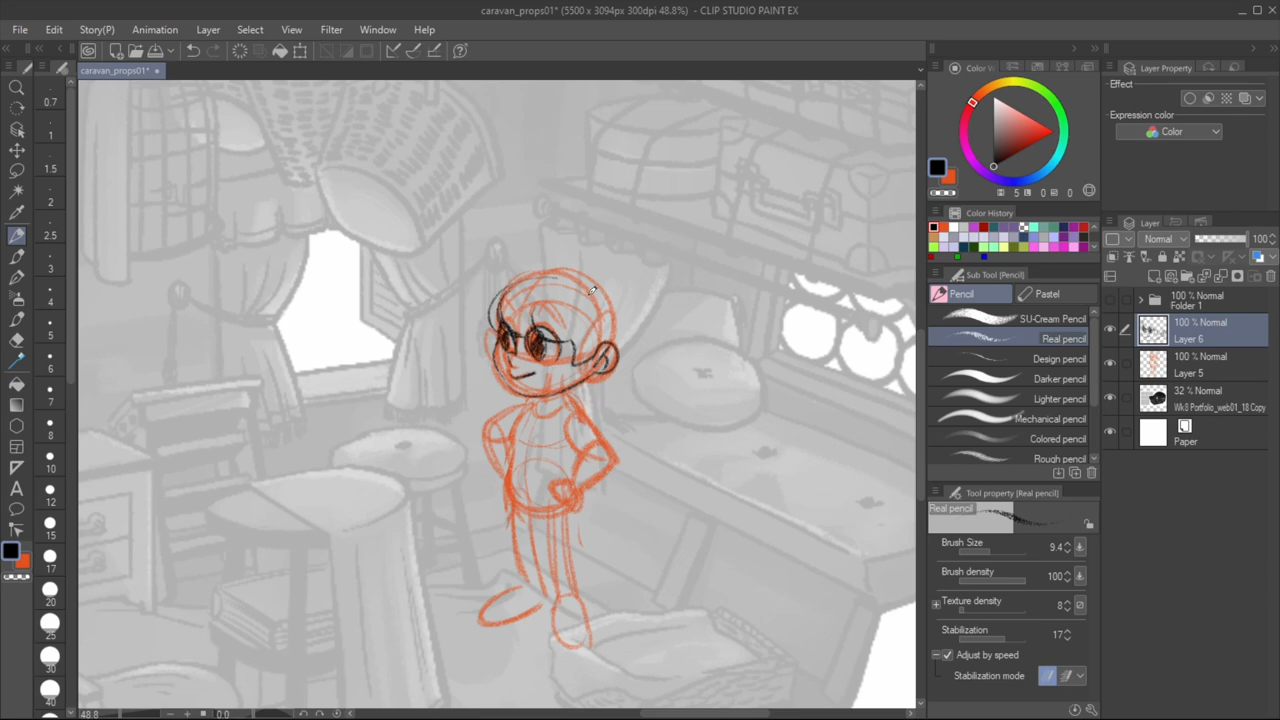 caravan_props01* (5500 x 3094px 300dpi 48.8%) - CLIP STUDIO PAINT EX
File Edit Story(P) Animation Layer Select View Filter Window Help
caravan_props01*
0.7
1
1.5
2
2.5
3
4
5
6
7
8
10
12
15
17
20
25
30
40
48.8
0.0
5 0 0
Color History
Sub Tool [Pencil]
Pencil Pastel
SU-Cream Pencil
Real pencil
Design pencil
Darker pencil
Lighter pencil
Mechanical pencil
Colored pencil
Rough pencil
Tool property [Real pencil]
Real pencil
Brush Size 9.4
Brush density 100
Texture density 8
Stabilization 17
Adjust by speed
Stabilization mode
Layer Property
Effect
Expression color
Color
Layer
Normal 100
100 % Normal
Folder 1
100 % Normal
Layer 6
100 % Normal
Layer 5
32 % Normal
Wk8 Portfolio_web01_18 Copy
Paper